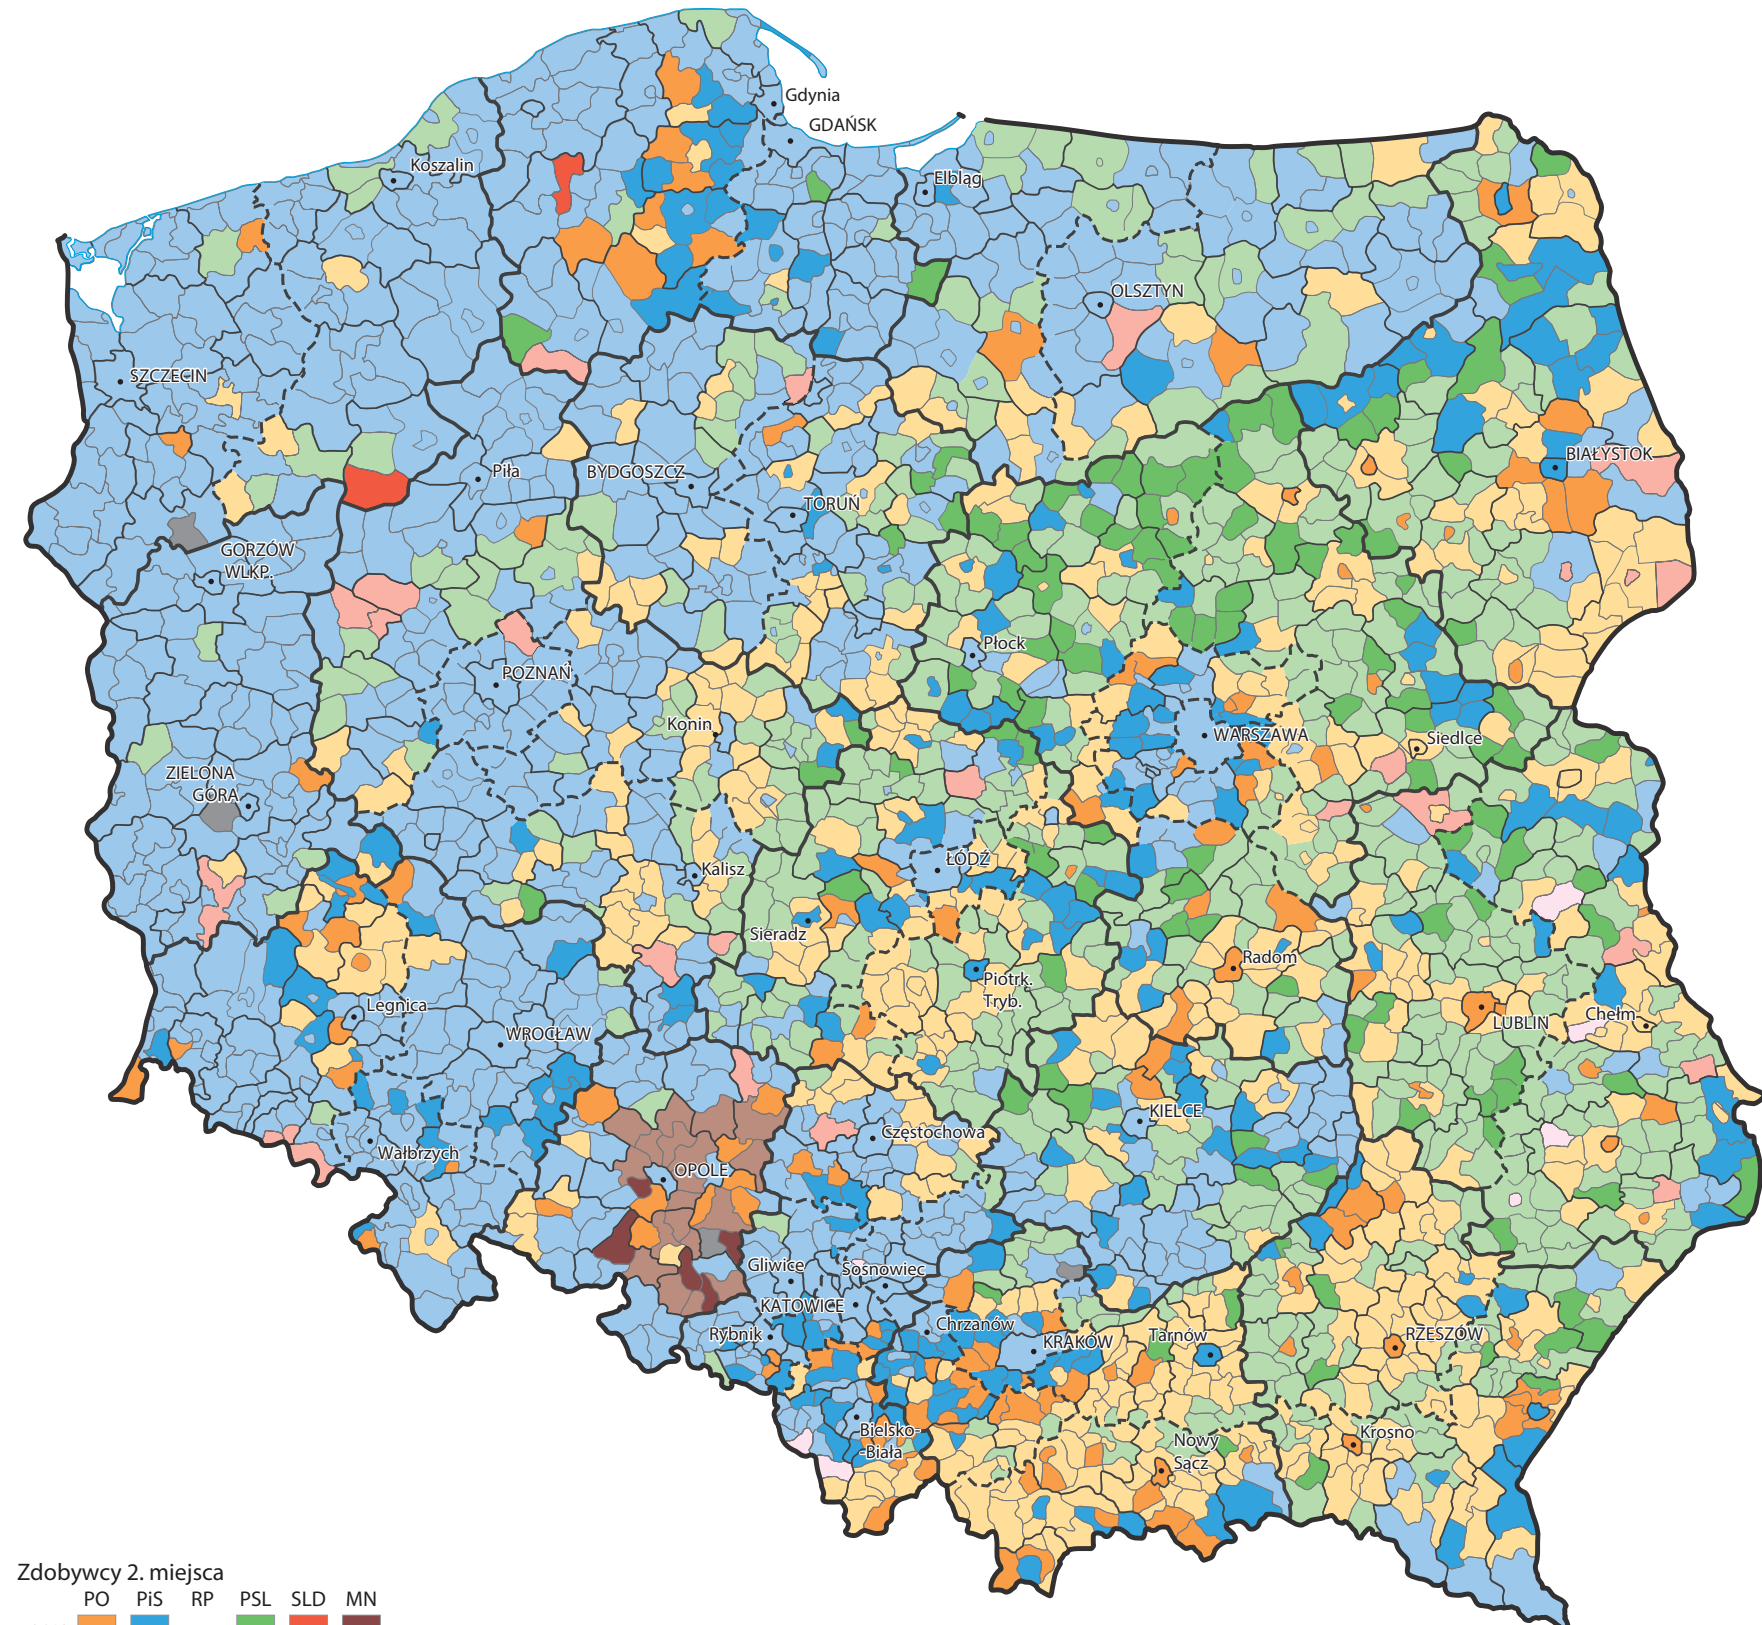 Gdynia
GDAŃSK
Koszalin
Elbląg
OLSZTYN
SZCZECIN
BIAŁYSTOK
Piła
BYDGOSZCZ
TORUŃ
GORZÓW
WLKP.
Płock
POZNAŃ
Konin
WARSZAWA
Siedlce
ZIELONA
GÓRA
ŁÓDŹ
Kalisz
Sieradz
Radom
Piotrk.
Tryb.
Legnica
LUBLIN
Chełm
WROCŁAW
KIELCE
Częstochowa
Wałbrzych
OPOLE
Gliwice
Sosnowiec
KATOWICE
Chrzanów
Rybnik
KRAKÓW
Tarnów
RZESZÓW
Bielsko-
-Biała
Nowy
Sącz
Krosno
Zdobywcy 2. miejsca
PO PiS RP PSL SLD MN